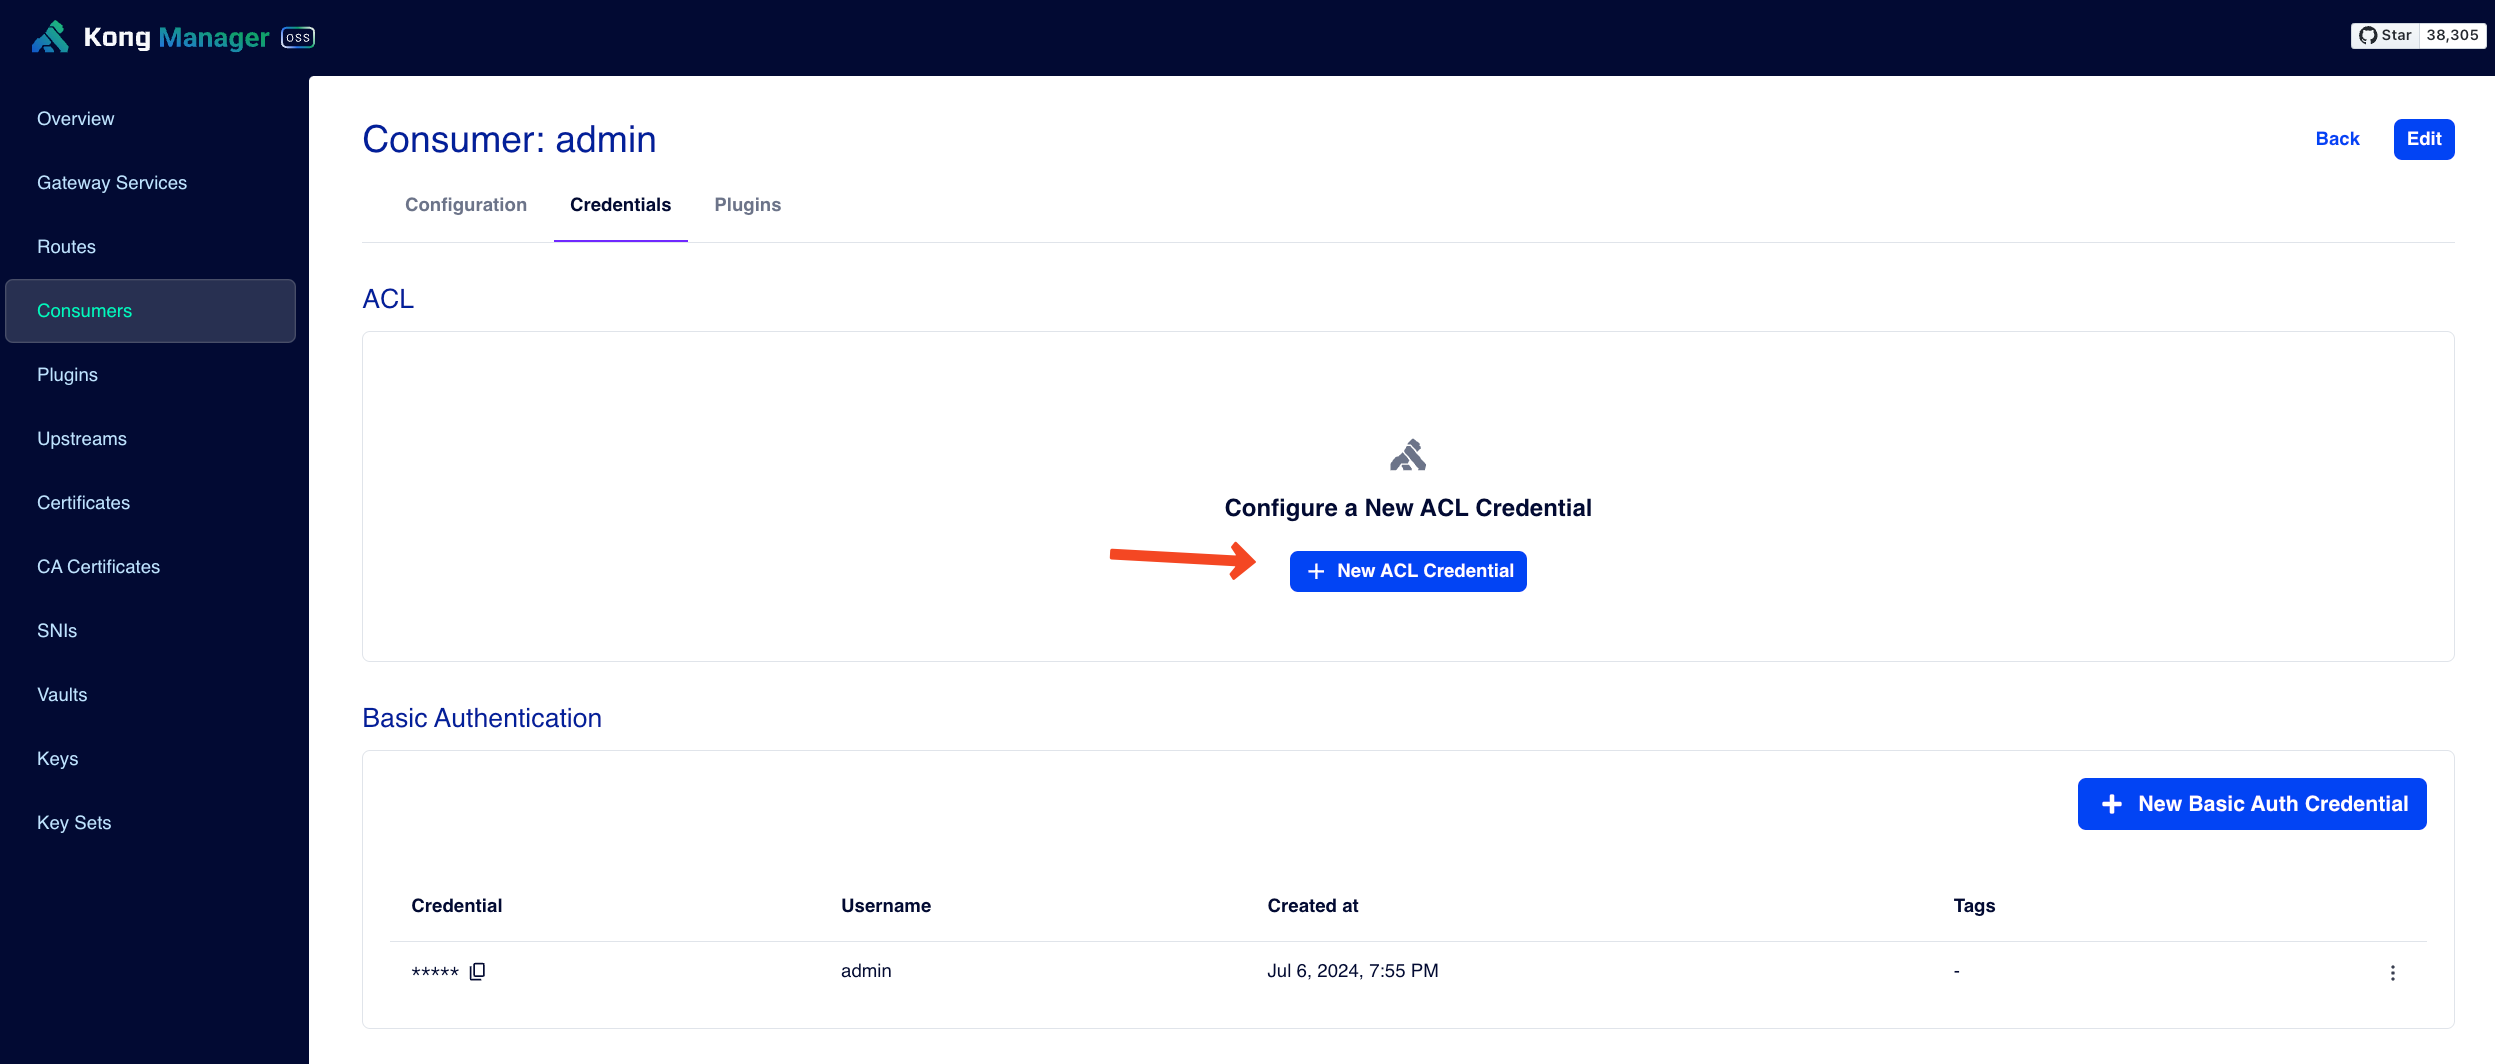 Kong Manager OSS
Star 38,305
Overview
Gateway Services
Routes
Consumers
Plugins
Upstreams
Certificates
CA Certificates
SNIs
Vaults
Keys
Key Sets
Consumer: admin
Back Edit
Configuration Credentials Plugins
ACL
Configure a New ACL Credential
+ New ACL Credential
Basic Authentication
+ New Basic Auth Credential
Credential Username Created at Tags
***** admin Jul 6, 2024, 7:55 PM -